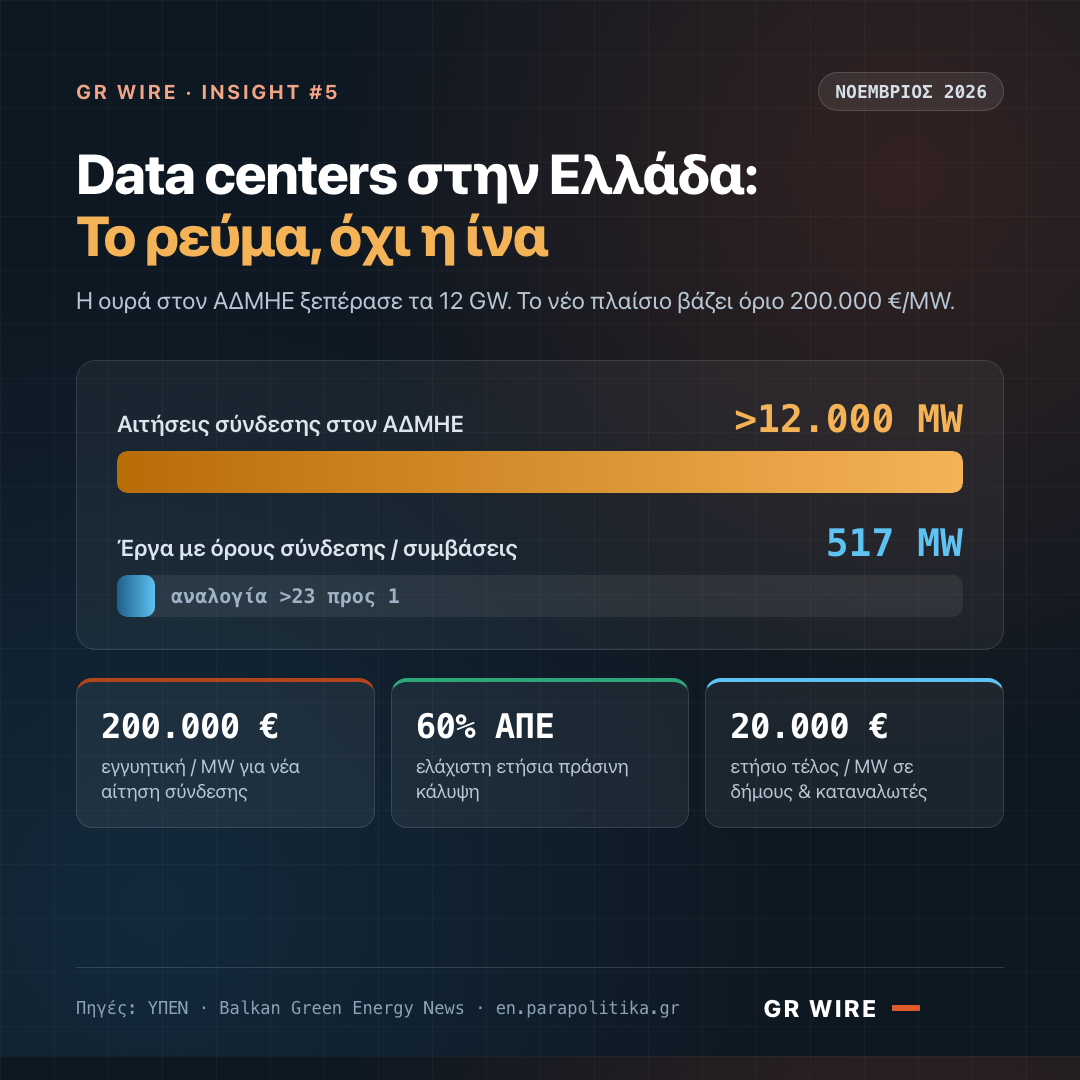 GR WIRE · INSIGHT #5
ΝΟΕΜΒΡΙΟΣ 2026
Data centers στην Ελλάδα:
Το ρεύμα, όχι η ίνα
Η ουρά στον ΑΔΜΗΕ ξεπέρασε τα 12 GW. Το νέο πλαίσιο βάζει όριο 200.000 €/MW.
Αιτήσεις σύνδεσης στον ΑΔΜΗΕ
>12.000 MW
Έργα με όρους σύνδεσης / συμβάσεις
517 MW
αναλογία >23 προς 1
200.000 €
εγγυητική / MW για νέα
αίτηση σύνδεσης
60% ΑΠΕ
ελάχιστη ετήσια πράσινη
κάλυψη
20.000 €
ετήσιο τέλος / MW σε
δήμους & καταναλωτές
Πηγές: ΥΠΕΝ · Balkan Green Energy News · en.parapolitika.gr
GR WIRE